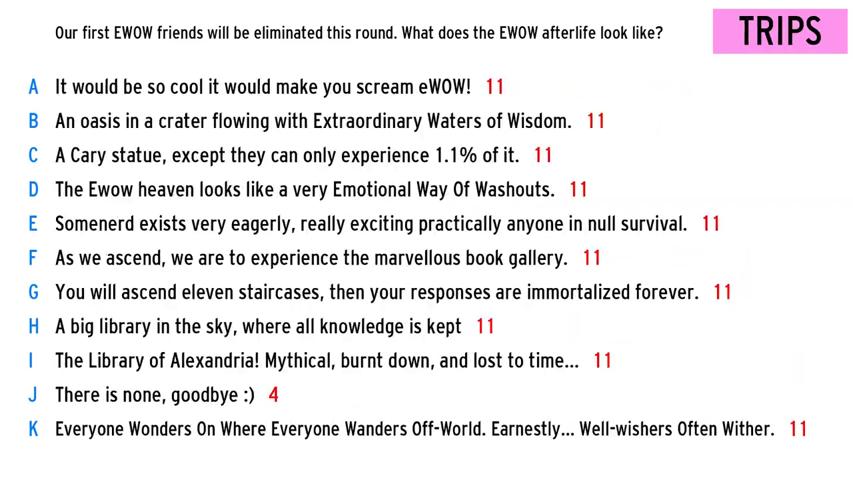 Our first EWOW friends will be eliminated this round. What does the EWOW afterlife look like?
TRIPS
A It would be so cool it would make you scream eWOW! 11
B An oasis in a crater flowing with Extraordinary Waters of Wisdom. 11
C A Cary statue, except they can only experience 1.1% of it. 11
D The Ewow heaven looks like a very Emotional Way Of Washouts. 11
E Somenerd exists very eagerly, really exciting practically anyone in null survival. 11
F As we ascend, we are to experience the marvellous book gallery. 11
G You will ascend eleven staircases, then your responses are immortalized forever. 11
H A big library in the sky, where all knowledge is kept 11
I The Library of Alexandria! Mythical, burnt down, and lost to time... 11
J There is none, goodbye :) 4
K Everyone Wonders On Where Everyone Wanders Off-World. Earnestly... Well-wishers Often Wither. 11